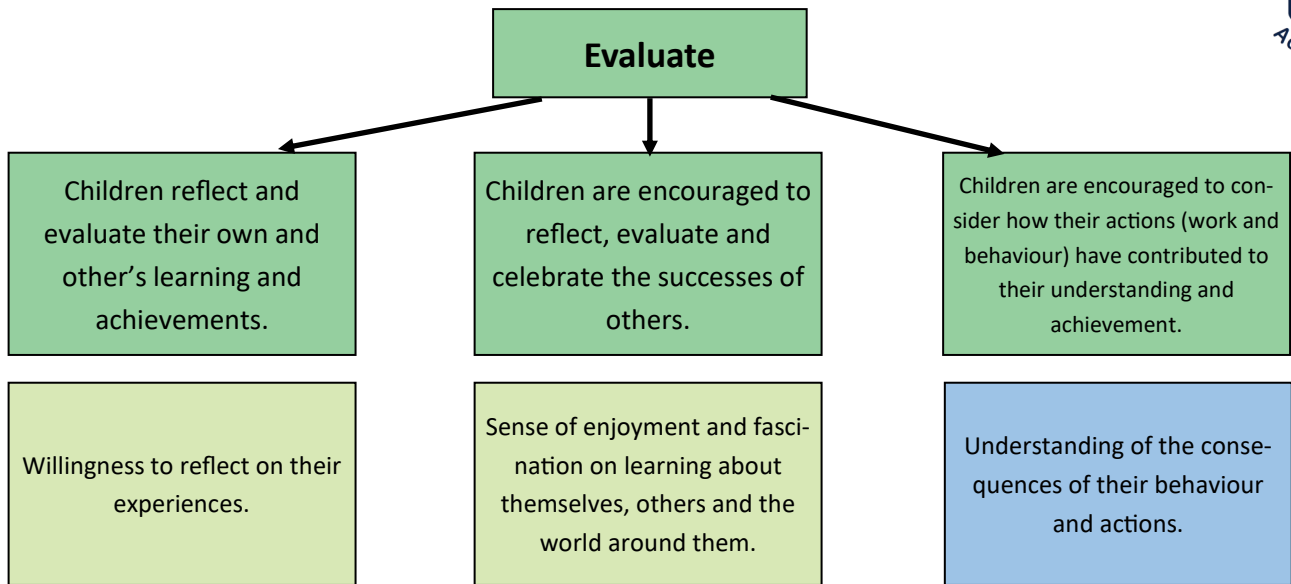 Evaluate
Children reflect and
evaluate their own and
other’s learning and
achievements.
Children are encouraged to
reflect, evaluate and
celebrate the successes of
others.
Children are encouraged to con-
sider how their actions (work and
behaviour) have contributed to
their understanding and
achievement.
Willingness to reflect on their
experiences.
Sense of enjoyment and fasci-
nation on learning about
themselves, others and the
world around them.
Understanding of the conse-
quences of their behaviour
and actions.